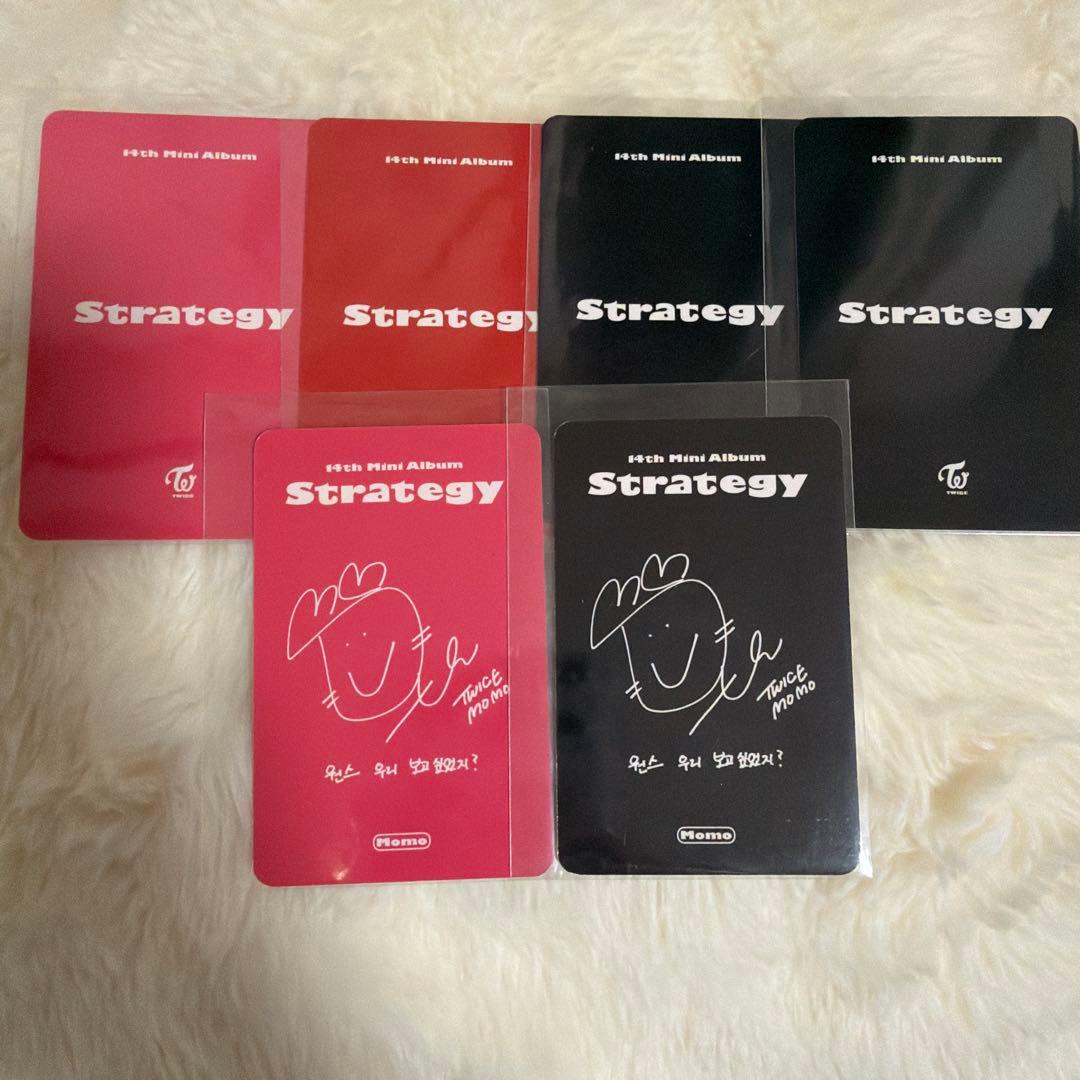 14th Mini Album
Strategy
TWICE
14th Mini Album
Strategy
14th Mini Album
Strategy
14th Mini Album
Strategy
TWICE
14th Mini Album
Strategy
TWICE
MOMO
원스 우리 보고싶었지?
Momo
14th Mini Album
Strategy
TWICE
MOMO
원스 우리 보고싶었지?
Momo